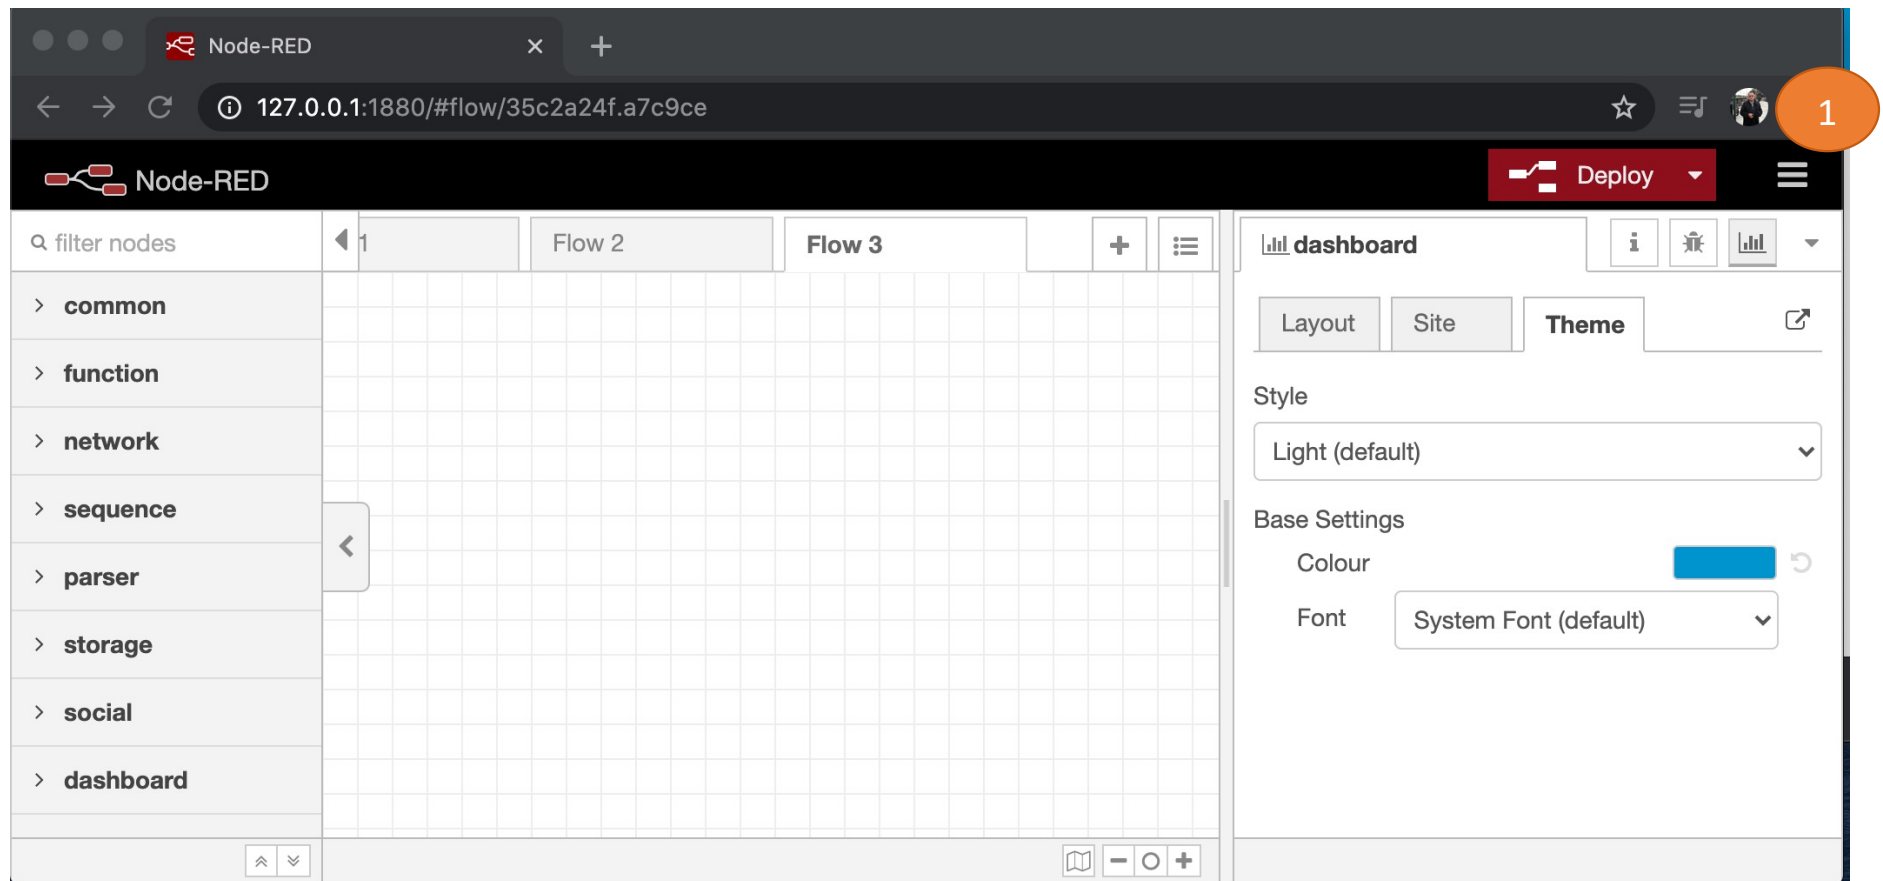 Node-RED
127.0.0.1:1880/#flow/35c2a24f.a7c9ce
1
Node-RED
Deploy
filter nodes
1
Flow 2
Flow 3
dashboard
common
function
network
sequence
parser
storage
social
dashboard
Layout
Site
Theme
Style
Light (default)
Base Settings
Colour
Font
System Font (default)